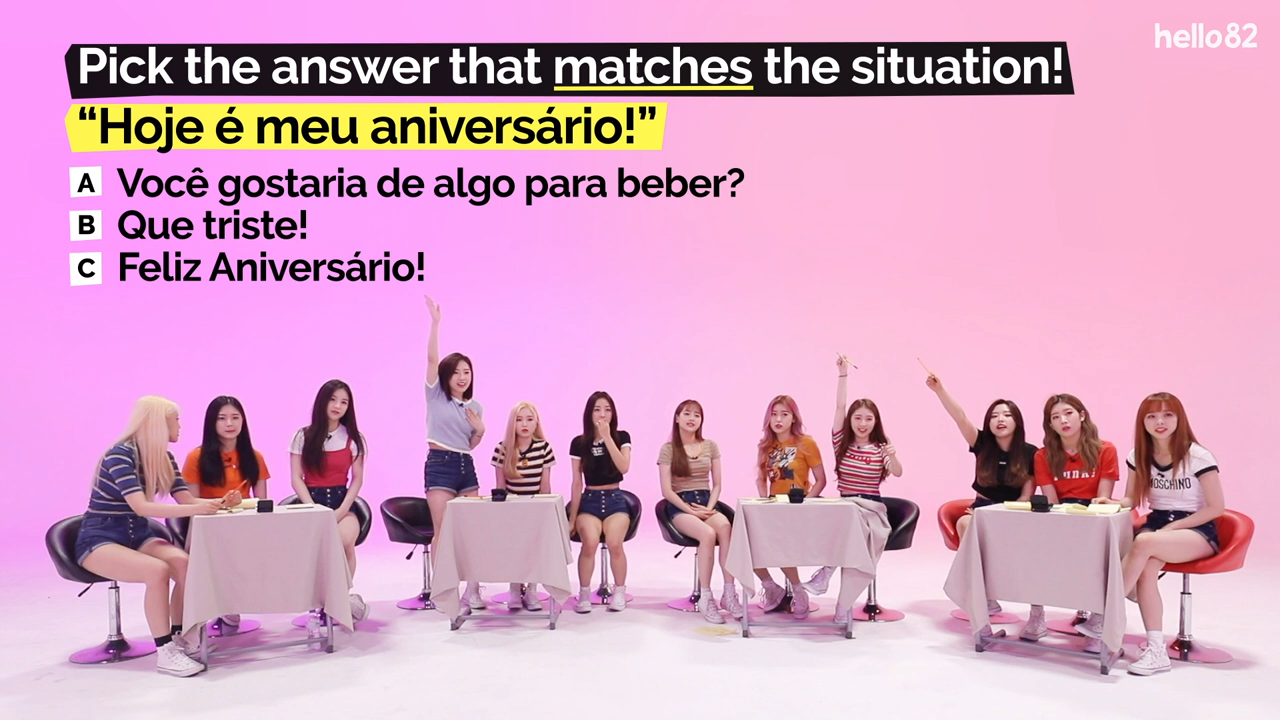 hello82
Pick the answer that matches the situation!
“Hoje é meu aniversário!”
A Você gostaria de algo para beber?
B Que triste!
C Feliz Aniversário!
MOSCHINO